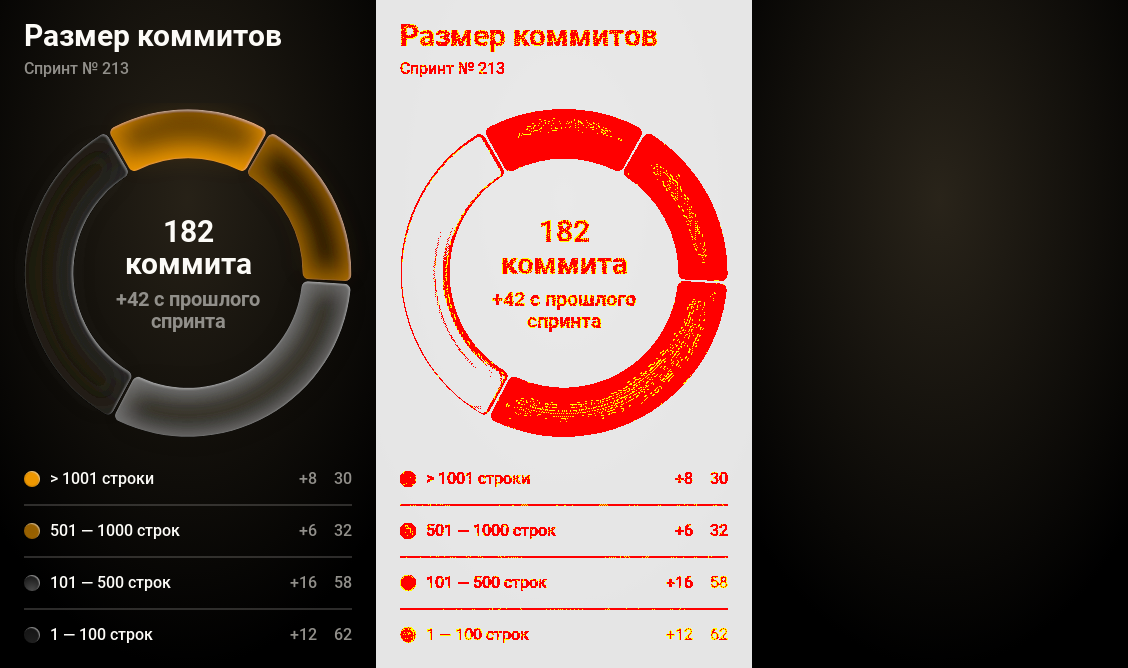 Размер коммитов
Спринт № 213
182
коммита
+42 с прошлого
спринта
> 1001 строки +8 30
501 — 1000 строк +6 32
101 — 500 строк +16 58
1 — 100 строк +12 62
Размер коммитов
Спринт № 213
182
коммита
+42 с прошлого
спринта
> 1001 строки +8 30
501 — 1000 строк +6 32
101 — 500 строк +16 58
1 — 100 строк +12 62